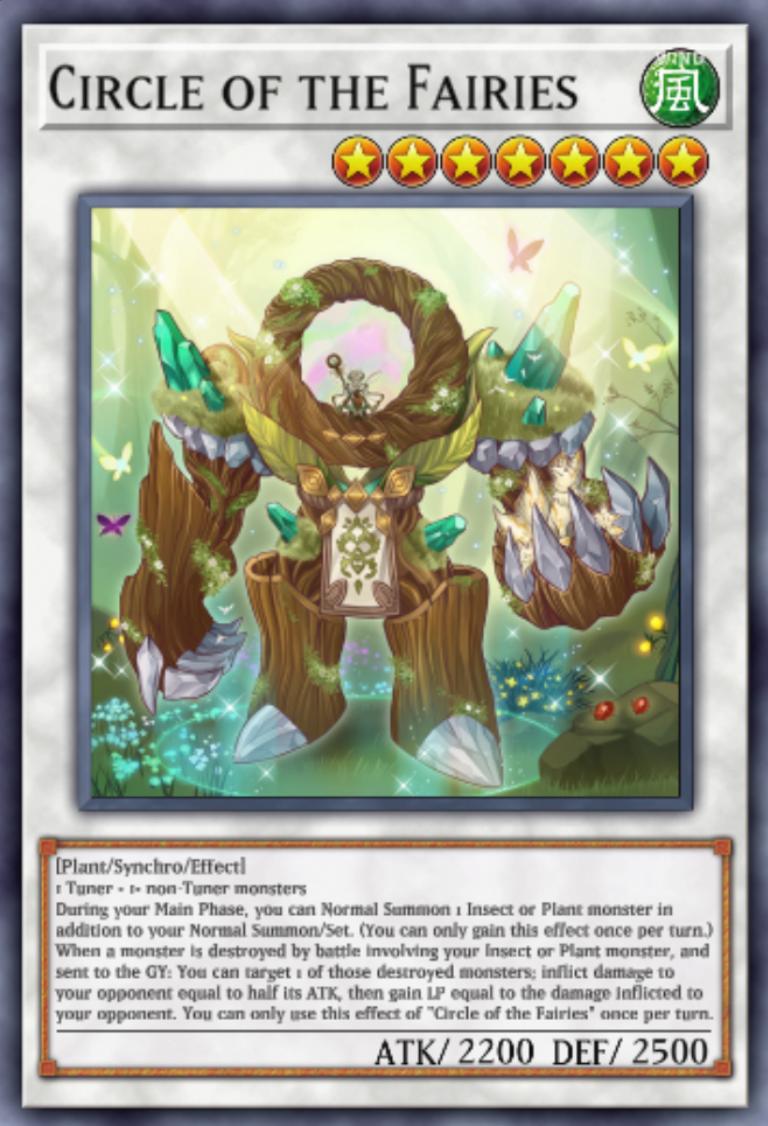 CIRCLE OF THE FAIRIES
WIND
風
[Plant/Synchro/Effect]
1 Tuner + 1+ non-Tuner monsters
During your Main Phase, you can Normal Summon 1 Insect or Plant monster in
addition to your Normal Summon/Set. (You can only gain this effect once per turn.)
When a monster is destroyed by battle involving your Insect or Plant monster, and
sent to the GY: You can target 1 of those destroyed monsters; inflict damage to
your opponent equal to half its ATK, then gain LP equal to the damage inflicted to
your opponent. You can only use this effect of "Circle of the Fairies" once per turn.
ATK/ 2200 DEF/ 2500